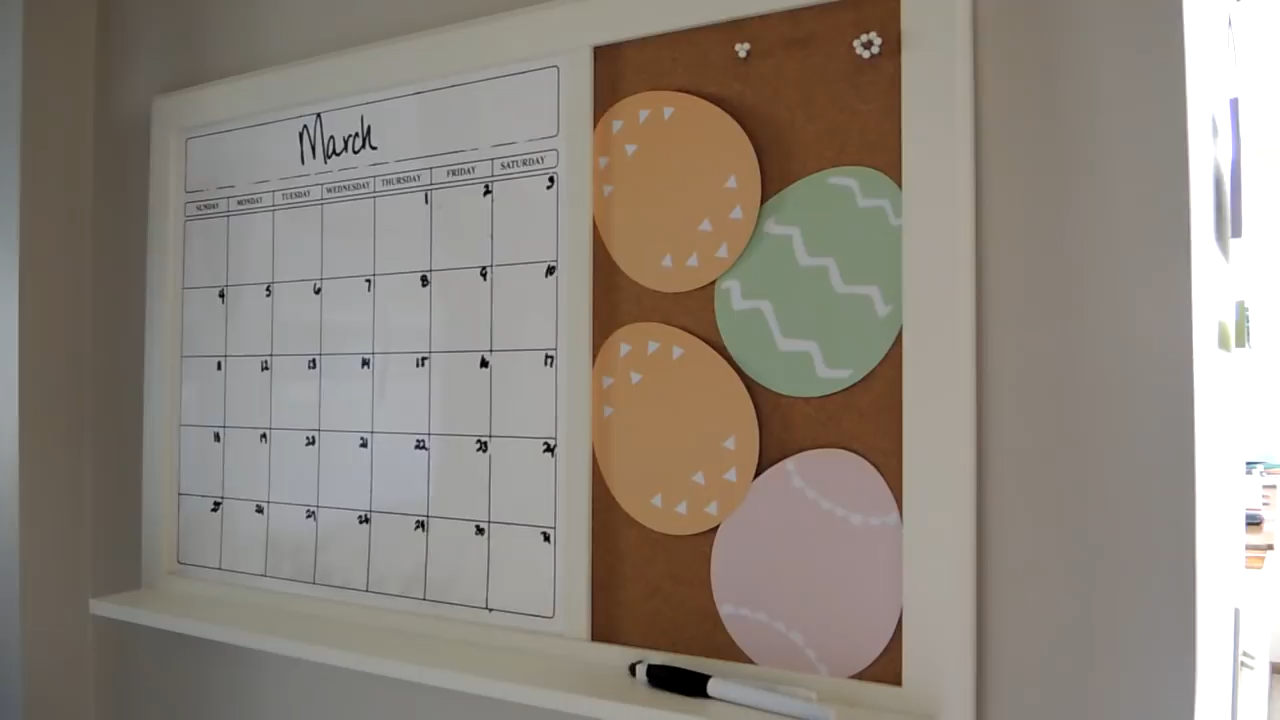 March
SUNDAY MONDAY TUESDAY WEDNESDAY THURSDAY FRIDAY SATURDAY
1 2 3
4 5 6 7 8 9 10
11 12 13 14 15 16 17
18 19 20 21 22 23 24
25 26 27 28 29 30 31